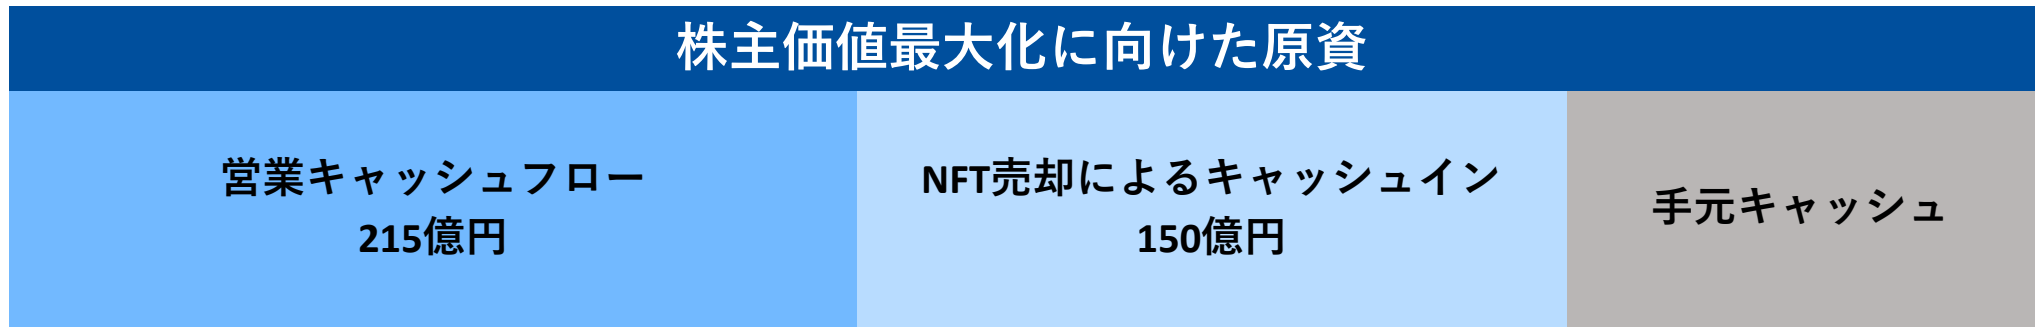 株主価値最大化に向けた原資
営業キャッシュフロー
215億円
NFT売却によるキャッシュイン
150億円
手元キャッシュ